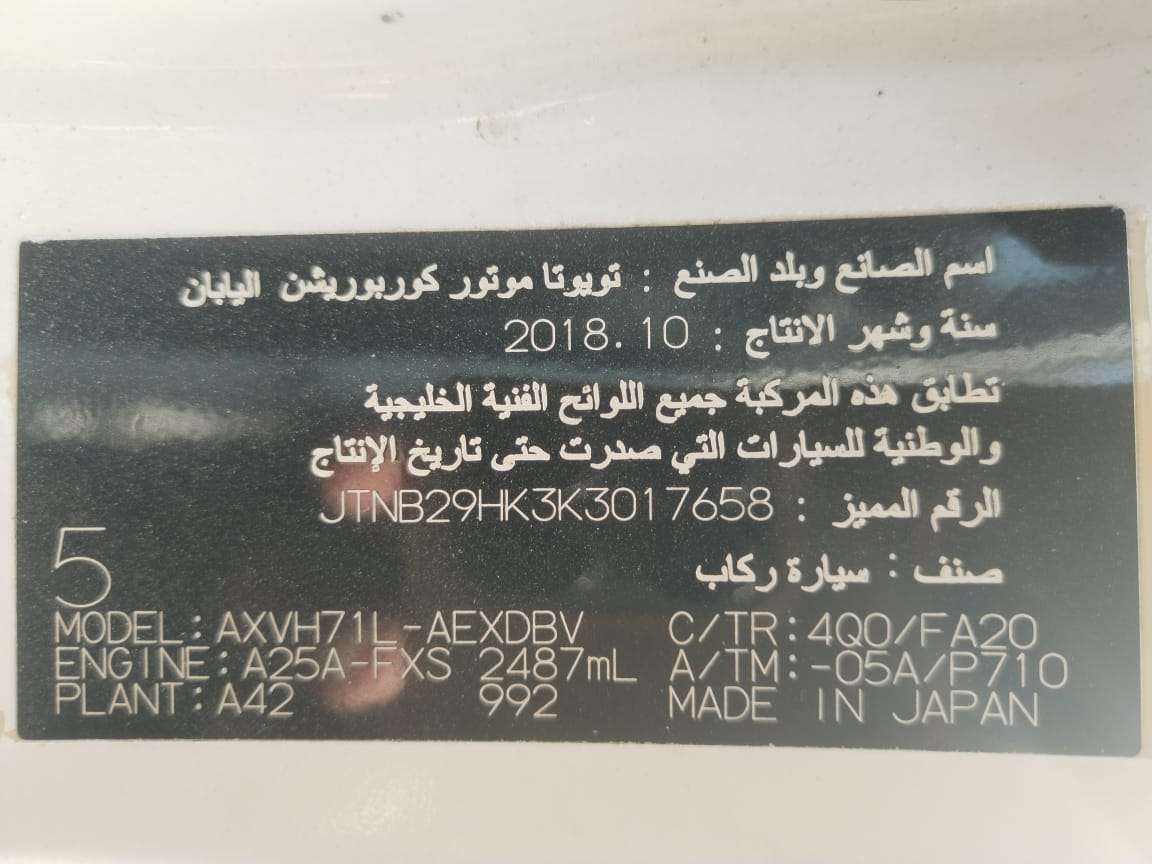 اسم الصانع وبلد الصنع : تويوتا موتور كوربوريشن اليابان
سنة وشهر الانتاج : 2018.10
تطابق هذه المركبة جميع اللوائح الفنية الخليجية
والوطنية للسيارات التي صدرت حتى تاريخ الإنتاج
الرقم المميز : JTNB29HK3K3017658
صنف : سيارة ركاب
5
MODEL: AXVH71L-AEXDBV C/TR: 4Q0/FA20
ENGINE: A25A-FXS 2487mL A/TM: -05A/P710
PLANT: A42 992 MADE IN JAPAN